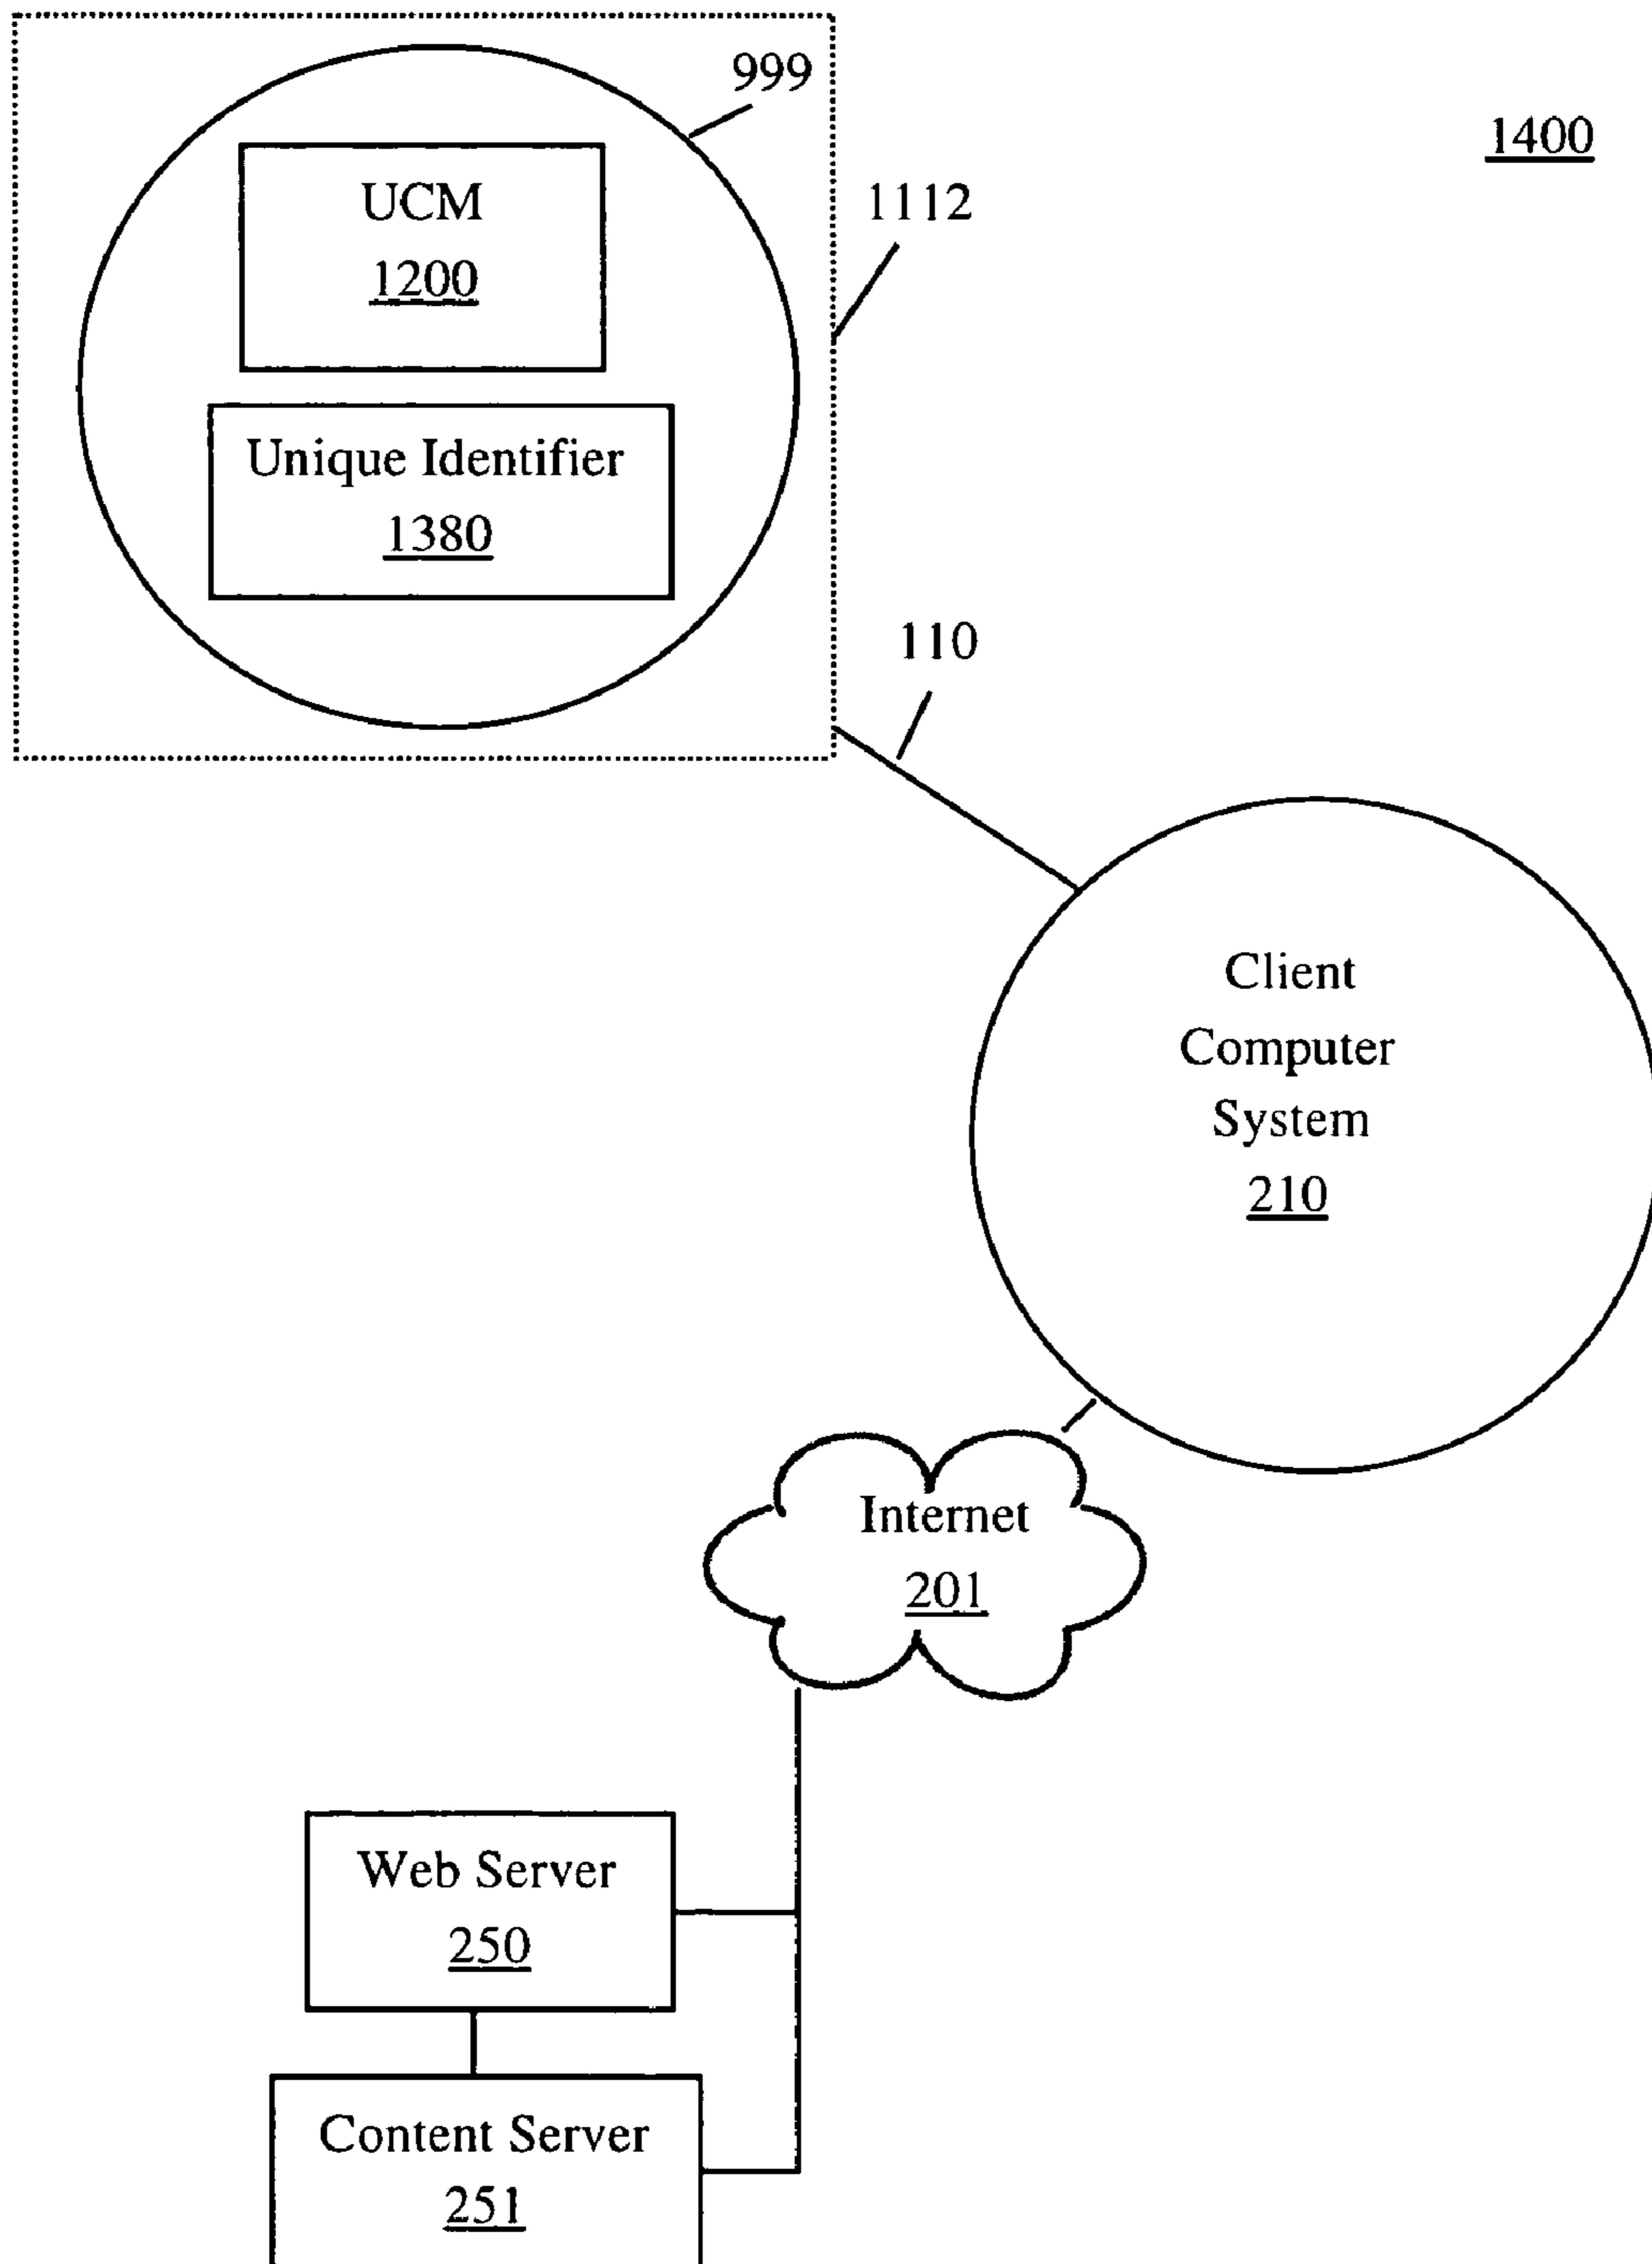 999
1400
UCM
1200
1112
Unique Identifier
1380
110
Client
Computer
System
210
Internet
201
Web Server
250
Content Server
251